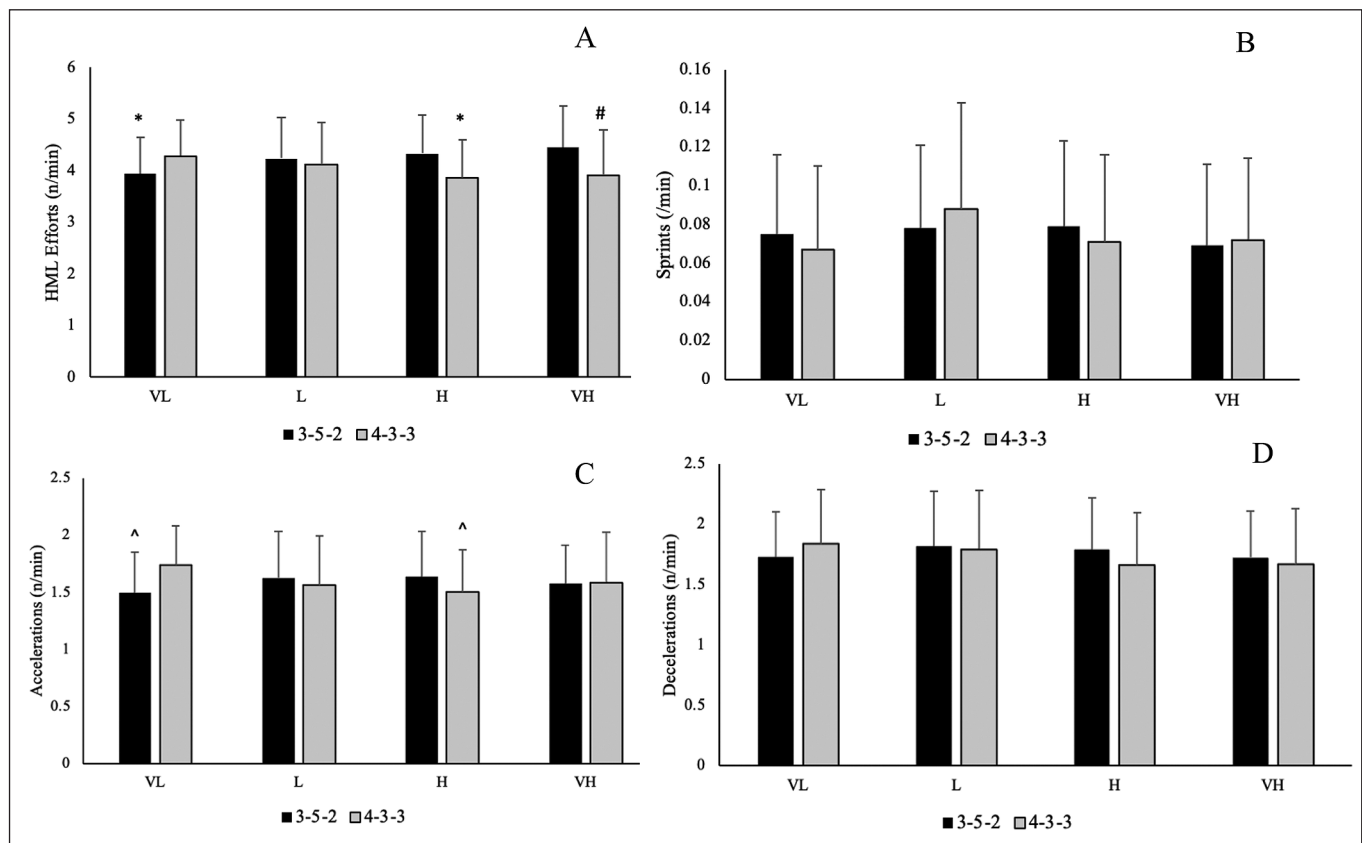 A
HML Efforts (n/min)
6
5
4
3
2
1
0
* * #
VL L H VH
3-5-2 4-3-3
B
Sprints (/min)
0.16
0.14
0.12
0.1
0.08
0.06
0.04
0.02
0
VL L H VH
3-5-2 4-3-3
C
Accelerations (n/min)
2.5
2
1.5
1
0.5
0
^ ^
VL L H VH
3-5-2 4-3-3
D
Decelerations (n/min)
2.5
2
1.5
1
0.5
0
VL L H VH
3-5-2 4-3-3